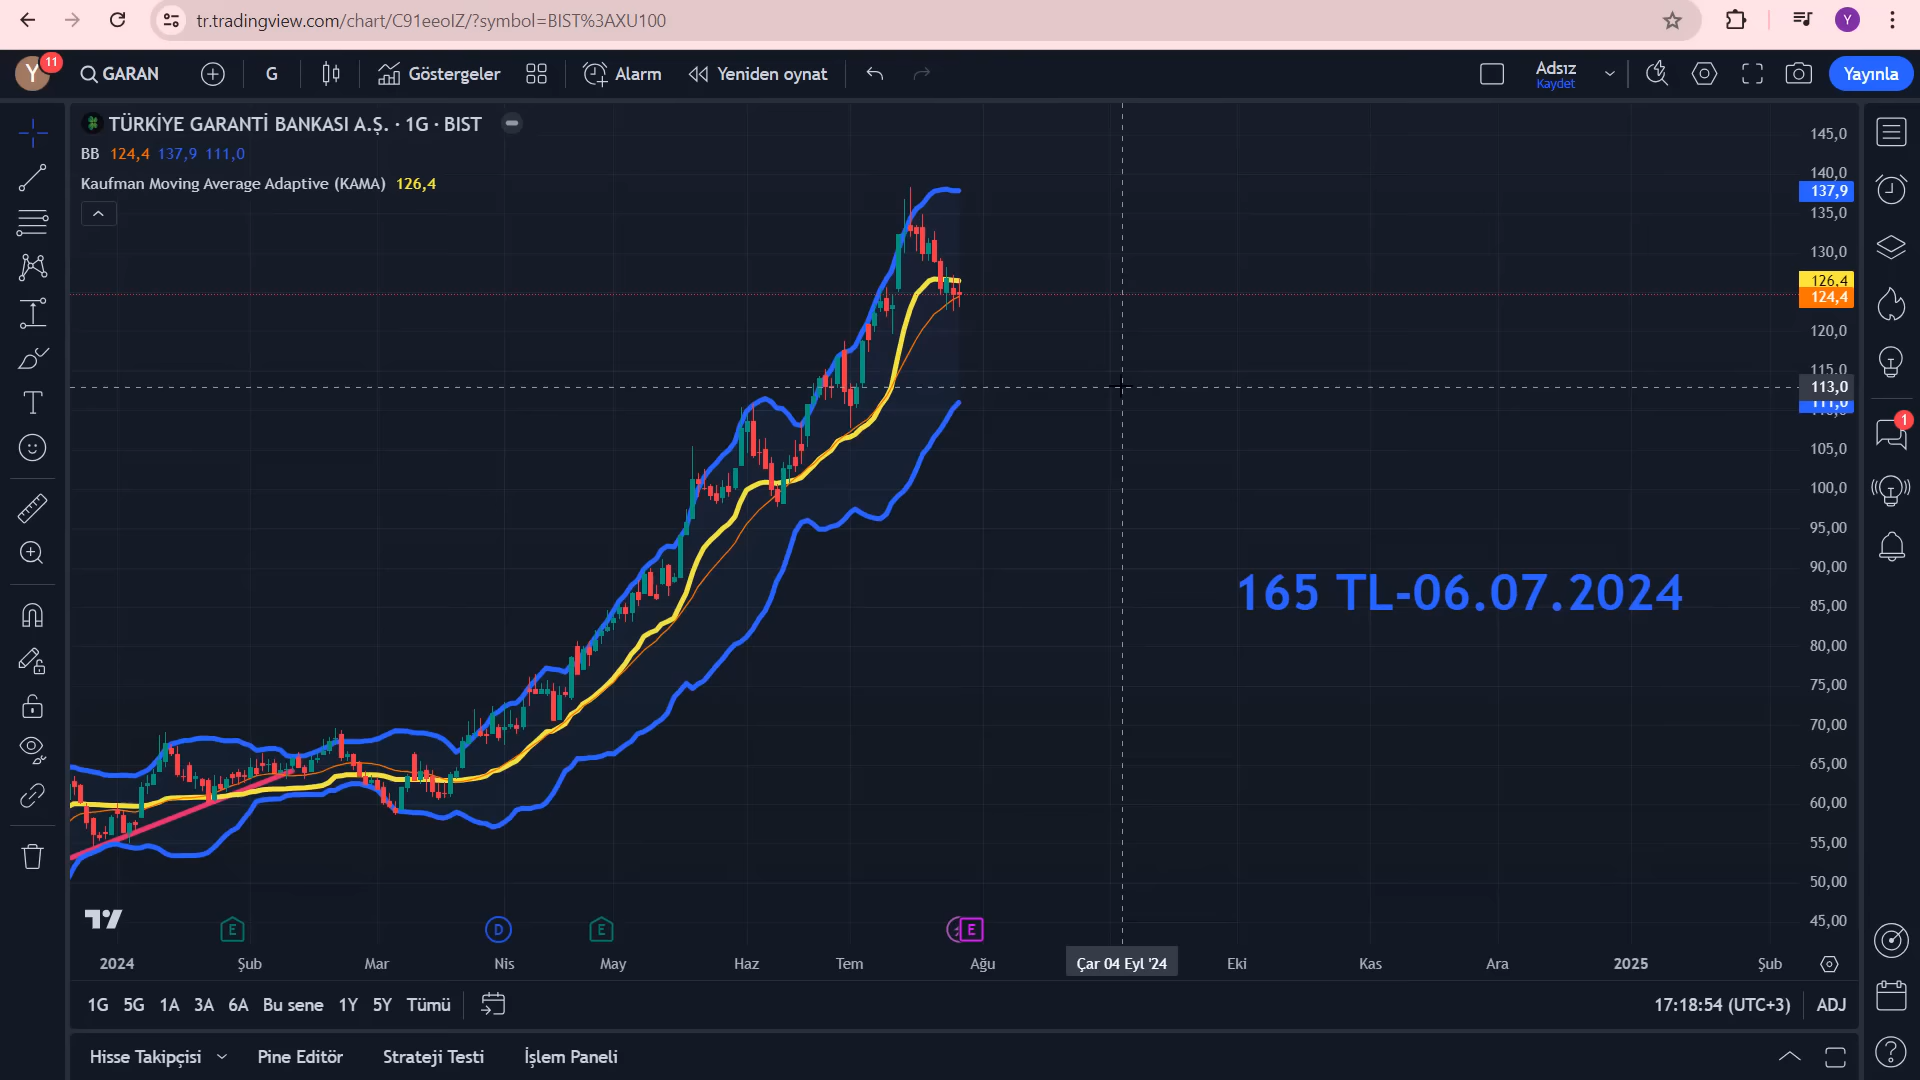 tr.tradingview.com/chart/C91eeoIZ/?symbol=BIST%3AXU100
Y
Y
11
GARAN
G
Göstergeler
Alarm
Yeniden oynat
Adsız
Kaydet
Yayınla
TÜRKİYE GARANTİ BANKASI A.Ş. · 1G · BIST
BB 124,4 137,9 111,0
Kaufman Moving Average Adaptive (KAMA) 126,4
145,0
140,0
137,9
135,0
130,0
126,4
124,4
120,0
115,0
113,0
111,0
1
105,0
100,0
95,00
90,00
165 TL-06.07.2024
85,00
80,00
75,00
70,00
65,00
60,00
55,00
50,00
45,00
E D E E
2024 Şub Mar Nis May Haz Tem Ağu Çar 04 Eyl '24 Eki Kas Ara 2025 Şub
1G 5G 1A 3A 6A Bu sene 1Y 5Y Tümü
17:18:54 (UTC+3) ADJ
Hisse Takipçisi Pine Editör Strateji Testi İşlem Paneli